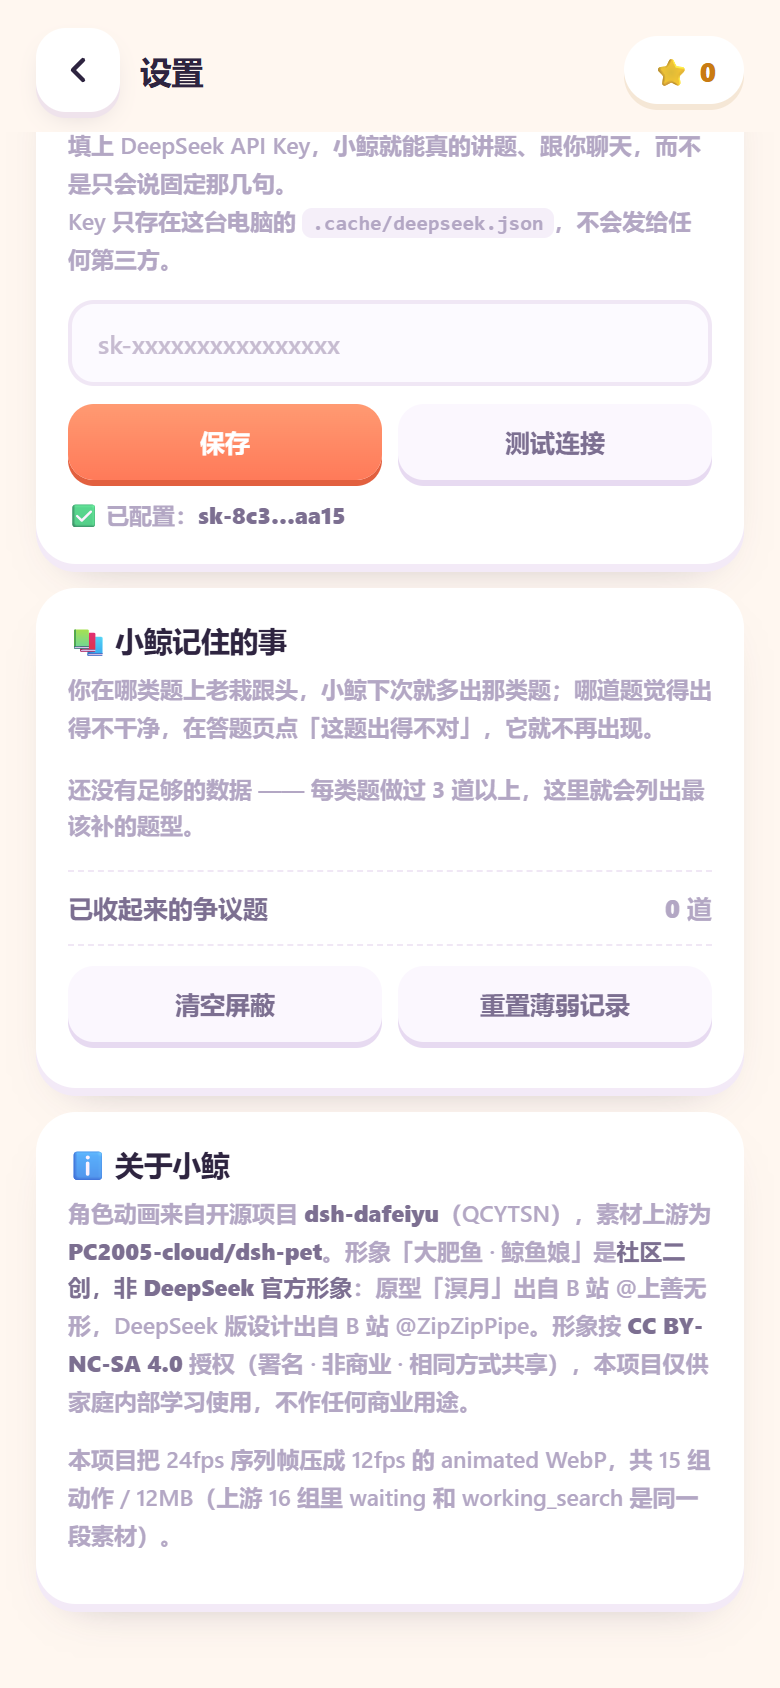 设置
0
填上 DeepSeek API Key，小鲸就能真的讲题、跟你聊天，而不
是只会说固定那几句。
Key 只存在这台电脑的 .cache/deepseek.json，不会发给任
何第三方。
sk-xxxxxxxxxxxxxxxx
保存
测试连接
已配置：sk-8c3...aa15
小鲸记住的事
你在哪类题上老栽跟头，小鲸下次就多出那类题；哪道题觉得出
得不干净，在答题页点「这题出得不对」，它就不再出现。
还没有足够的数据 —— 每类题做过 3 道以上，这里就会列出最
该补的题型。
已收起来的争议题
0 道
清空屏蔽
重置薄弱记录
关于小鲸
角色动画来自开源项目 dsh-dafeiyu（QCYTSN），素材上游为
PC2005-cloud/dsh-pet。形象「大肥鱼 · 鲸鱼娘」是社区二
创，非 DeepSeek 官方形象：原型「溟月」出自 B 站 @上善无
形，DeepSeek 版设计出自 B 站 @ZipZipPipe。形象按 CC BY-
NC-SA 4.0 授权（署名 · 非商业 · 相同方式共享），本项目仅供
家庭内部学习使用，不作任何商业用途。
本项目把 24fps 序列帧压成 12fps 的 animated WebP，共 15 组
动作 / 12MB（上游 16 组里 waiting 和 working_search 是同一
段素材）。